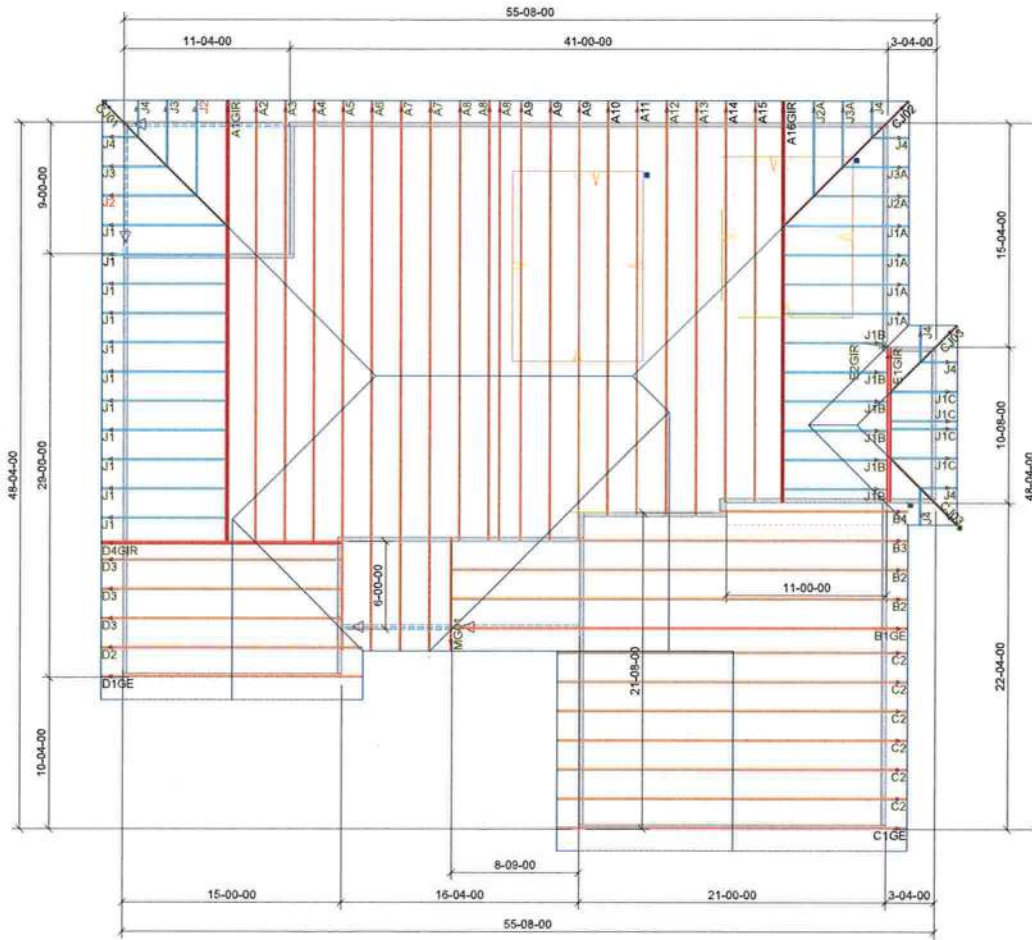 55-08-00
11-04-00
41-00-00
3-04-00
CJ01
J4
J3
J2
A1GIR
A2
A3
A4
A5
A6
A7
A7
A8
A8
A8
A9
A9
A9
A10
A11
A12
A13
A14
A15
A16GIR
J2A
J3A
J4
CJ02
J4
J3
J2
J1
J1
J1
J1
J1
J1
J1
J1
J1
J1
J1
J4
J3A
J2A
J1A
J1A
J1A
J1A
J1B
J1B
J1B
J1B
J1B
J1B
E2GIR
E1GIR
J4
CJ03
J4
J1C
J1C
J1C
J1C
J4
CJ03
J4
9-00-00
29-00-00
48-04-00
10-04-00
15-04-00
10-08-00
48-04-00
22-04-00
D4GIR
D3
D3
D3
D2
D1GE
6-00-00
MG01
11-00-00
21-08-00
B4
B3
B2
B2
B1GE
C2
C2
C2
C2
C2
C2
C1GE
8-09-00
15-00-00
16-04-00
21-00-00
3-04-00
55-08-00